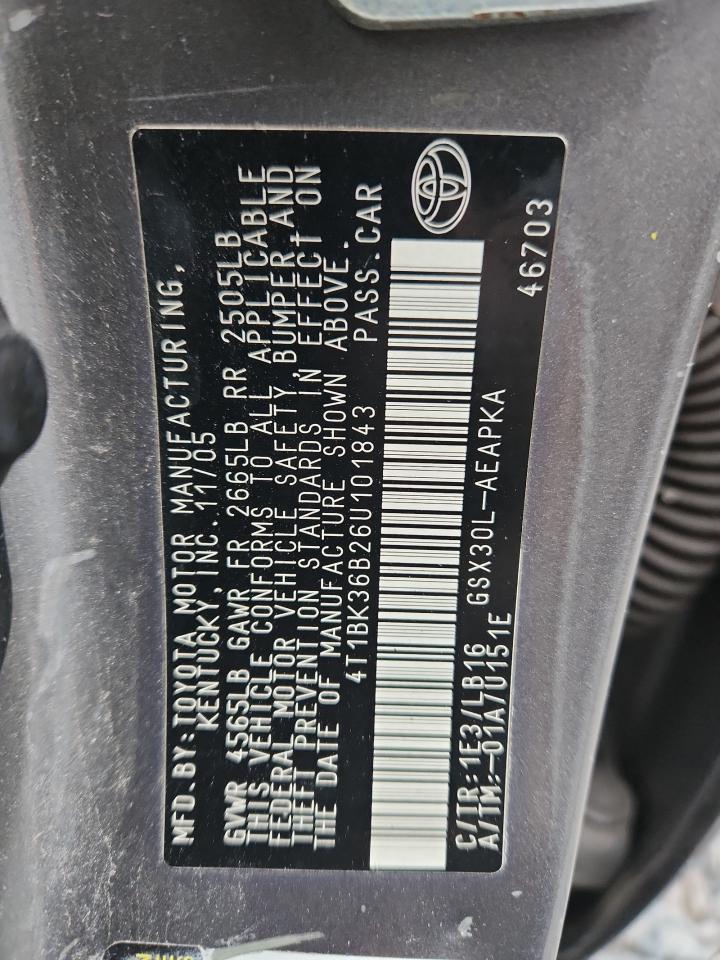 MFD. BY: TOYOTA MOTOR MANUFACTURING,
KENTUCKY, INC. 11/05
GVWR 4565LB GAWR FR 2665LB RR 2505LB
THIS VEHICLE CONFORMS TO ALL APPLICABLE
FEDERAL MOTOR VEHICLE SAFETY, BUMPER AND
THEFT PREVENTION STANDARDS IN EFFECT ON
THE DATE OF MANUFACTURE SHOWN ABOVE.
4T1BK36B26U101843 PASS. CAR
C/TR: 1E3/LB16 GSX30L-AEAPKA
A/TM: -01A/U151E
46703